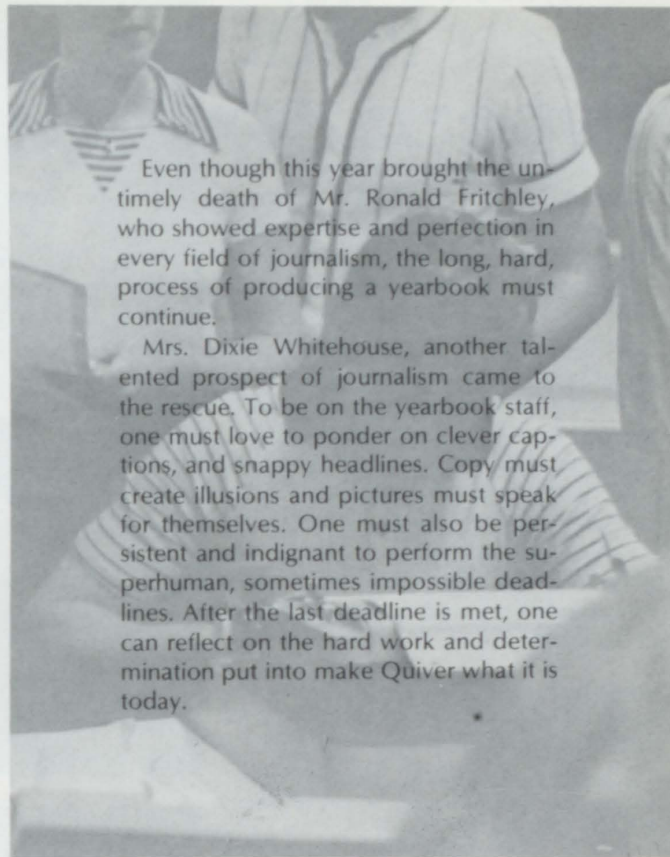 Even though this year brought the un-
timely death of Mr. Ronald Fritchley,
who showed expertise and perfection in
every field of journalism, the long, hard,
process of producing a yearbook must
continue.
Mrs. Dixie Whitehouse, another tal-
ented prospect of journalism came to
the rescue. To be on the yearbook staff,
one must love to ponder on clever cap-
tions, and snappy headlines. Copy must
create illusions and pictures must speak
for themselves. One must also be per-
sistent and indignant to perform the su-
perhuman, sometimes impossible dead-
lines. After the last deadline is met, one
can reflect on the hard work and deter-
mination put into make Quiver what it is
today.